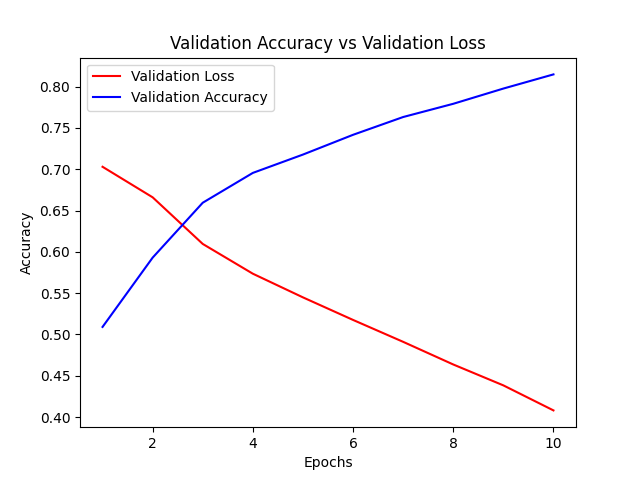 Validation Accuracy vs Validation Loss
Validation Loss
Validation Accuracy
0.80
0.75
0.70
0.65
0.60
0.55
0.50
0.45
0.40
Accuracy
2 4 6 8 10
Epochs